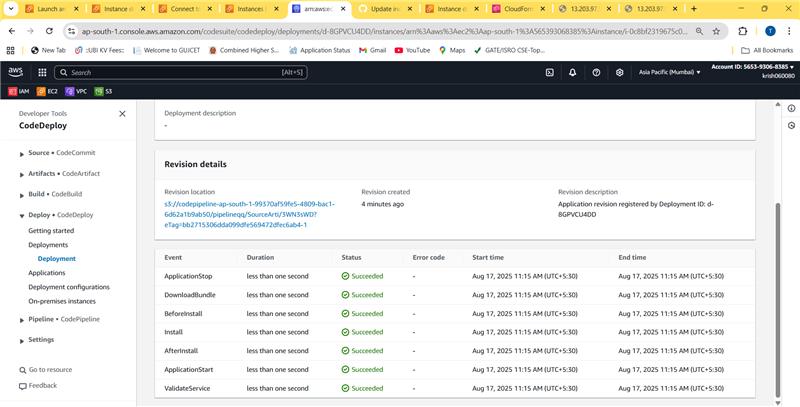 Launch an
Instance d
Connect to
Instances
arn:aws:ec
Update in
Instance d
CloudForm
13.203.97.
13.203.97.
ap-south-1.console.aws.amazon.com/codesuite/codedeploy/deployments/d-8GPVCU4DD/instances/arn%3Aaws%3Aec2%3Aap-south-1%3A565393068385%3Ainstance/i-0c8bf2319675c0...
New Tab
:UBI KV Fees:
Welcome to GUJCET
Combined Higher S...
Application Status
Gmail
YouTube
Maps
GATE/ISRO CSE-Top...
All Bookmarks
aws
Search
[Alt+S]
Asia Pacific (Mumbai)
Account ID: 5653-9306-8385
krish060080
IAM
EC2
VPC
S3
Developer Tools
CodeDeploy
Source • CodeCommit
Artifacts • CodeArtifact
Build • CodeBuild
Deploy • CodeDeploy
Getting started
Deployments
Deployment
Applications
Deployment configurations
On-premises instances
Pipeline • CodePipeline
Settings
Go to resource
Feedback
Deployment description
-
Revision details
Revision location
s3://codepipeline-ap-south-1-99370af59fe5-4809-bac1-
6d62a1b9ab50/pipelineqq/SourceArti/3WN3sWD?
eTag=bb2715306dda099dfe569472dfec6ab4-1
Revision created
4 minutes ago
Revision description
Application revision registered by Deployment ID: d-
8GPVCU4DD
Event Duration Status Error code Start time End time
ApplicationStop less than one second Succeeded - Aug 17, 2025 11:15 AM (UTC+5:30) Aug 17, 2025 11:15 AM (UTC+5:30)
DownloadBundle less than one second Succeeded - Aug 17, 2025 11:15 AM (UTC+5:30) Aug 17, 2025 11:15 AM (UTC+5:30)
BeforeInstall less than one second Succeeded - Aug 17, 2025 11:15 AM (UTC+5:30) Aug 17, 2025 11:15 AM (UTC+5:30)
Install less than one second Succeeded - Aug 17, 2025 11:15 AM (UTC+5:30) Aug 17, 2025 11:15 AM (UTC+5:30)
AfterInstall less than one second Succeeded - Aug 17, 2025 11:15 AM (UTC+5:30) Aug 17, 2025 11:15 AM (UTC+5:30)
ApplicationStart less than one second Succeeded - Aug 17, 2025 11:15 AM (UTC+5:30) Aug 17, 2025 11:15 AM (UTC+5:30)
ValidateService less than one second Succeeded - Aug 17, 2025 11:15 AM (UTC+5:30) Aug 17, 2025 11:15 AM (UTC+5:30)